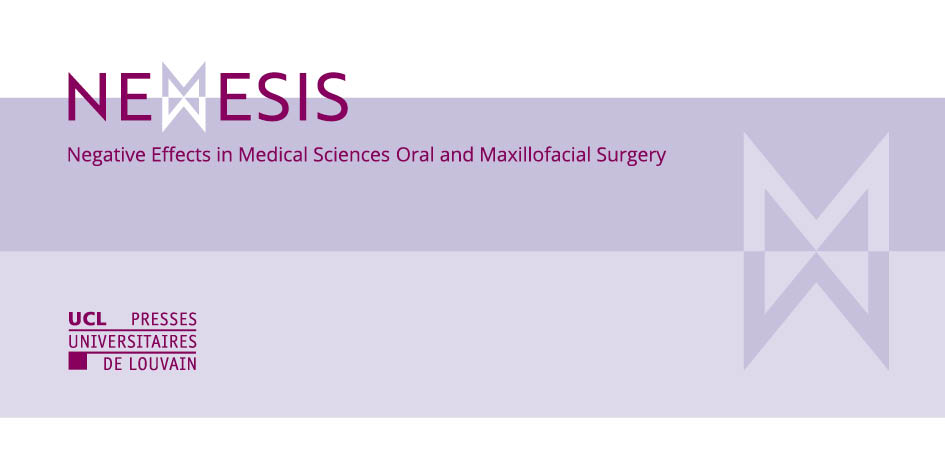 NEMESIS
Negative Effects in Medical Sciences Oral and Maxillofacial Surgery
UCL PRESSES
UNIVERSITAIRES
DE LOUVAIN